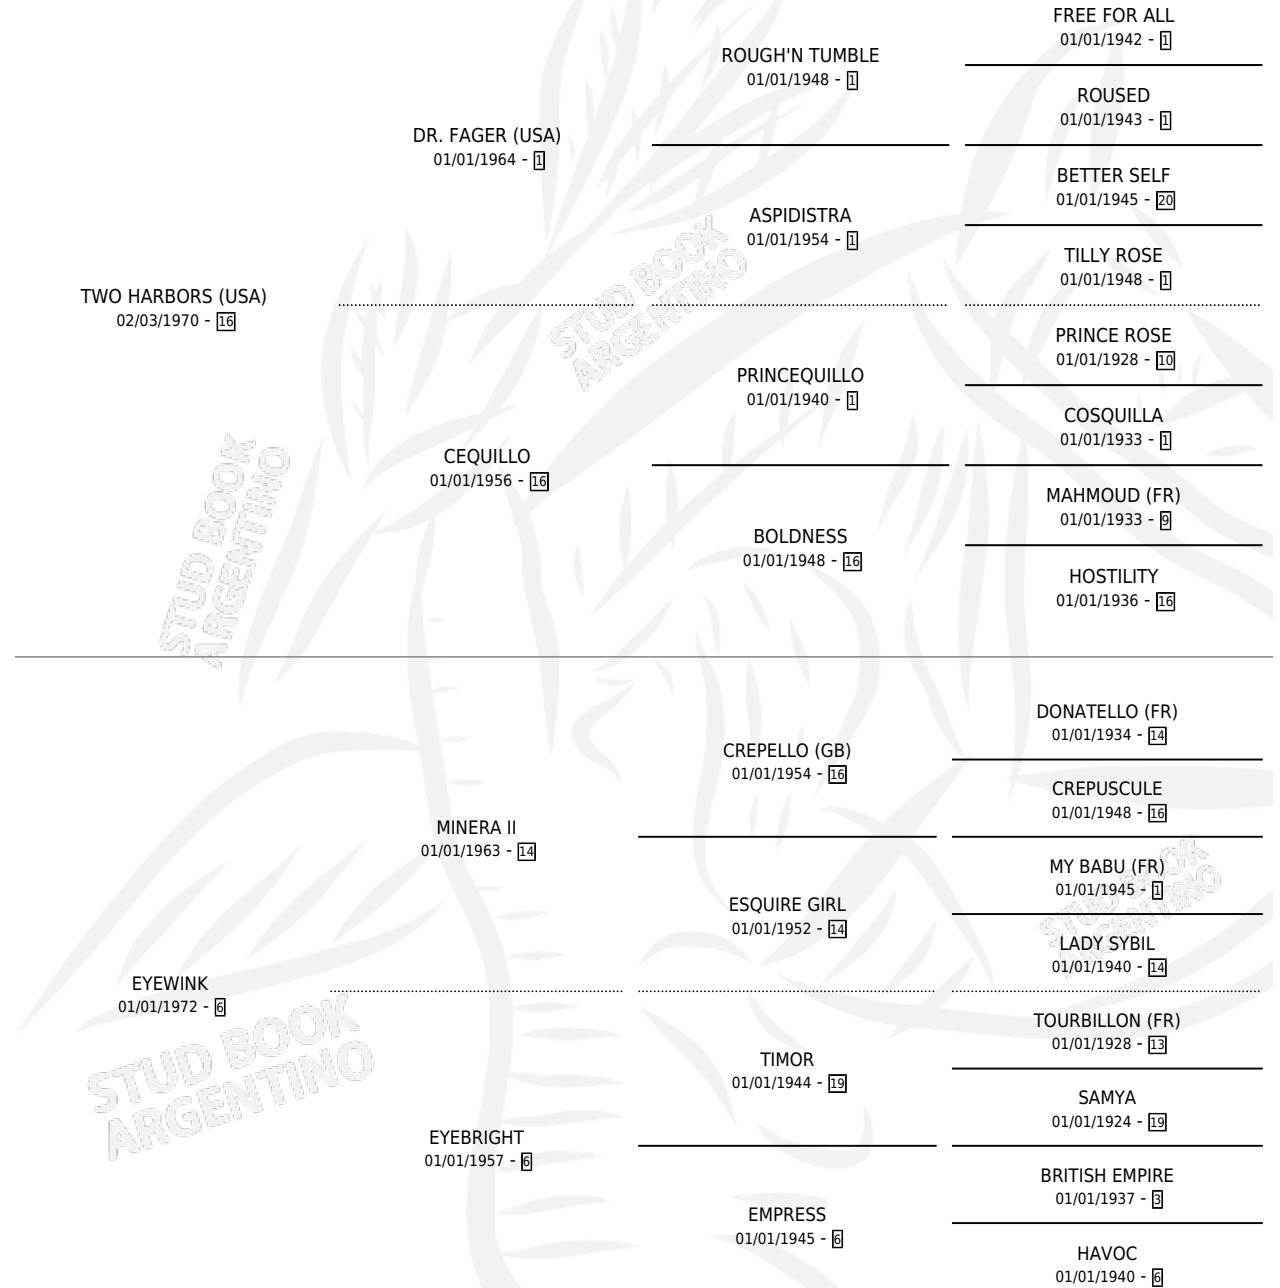 FREE FOR ALL
01/01/1942 - 1
ROUGH'N TUMBLE
01/01/1948 - 1
ROUSED
01/01/1943 - 1
DR. FAGER (USA)
01/01/1964 - 1
BETTER SELF
01/01/1945 - 20
ASPIDISTRA
01/01/1954 - 1
TILLY ROSE
01/01/1948 - 1
TWO HARBORS (USA)
02/03/1970 - 16
PRINCE ROSE
01/01/1928 - 10
PRINCEQUILLO
01/01/1940 - 1
COSQUILLA
01/01/1933 - 1
CEQUILLO
01/01/1956 - 16
MAHMOUD (FR)
01/01/1933 - 9
BOLDNESS
01/01/1948 - 16
HOSTILITY
01/01/1936 - 16
DONATELLO (FR)
01/01/1934 - 14
CREPELLO (GB)
01/01/1954 - 16
CREPUSCULE
01/01/1948 - 16
MINERA II
01/01/1963 - 14
MY BABU (FR)
01/01/1945 - 1
ESQUIRE GIRL
01/01/1952 - 14
LADY SYBIL
01/01/1940 - 14
EYEWINK
01/01/1972 - 6
TOURBILLON (FR)
01/01/1928 - 13
TIMOR
01/01/1944 - 19
SAMYA
01/01/1924 - 19
EYEBRIGHT
01/01/1957 - 6
BRITISH EMPIRE
01/01/1937 - 3
EMPRESS
01/01/1945 - 6
HAVOC
01/01/1940 - 6
STUD BOOK
ARGENTINO
STUD BOOK
ARGENTINO
STUD BOOK
ARGENTINO
STUD BOOK
ARGENTINO